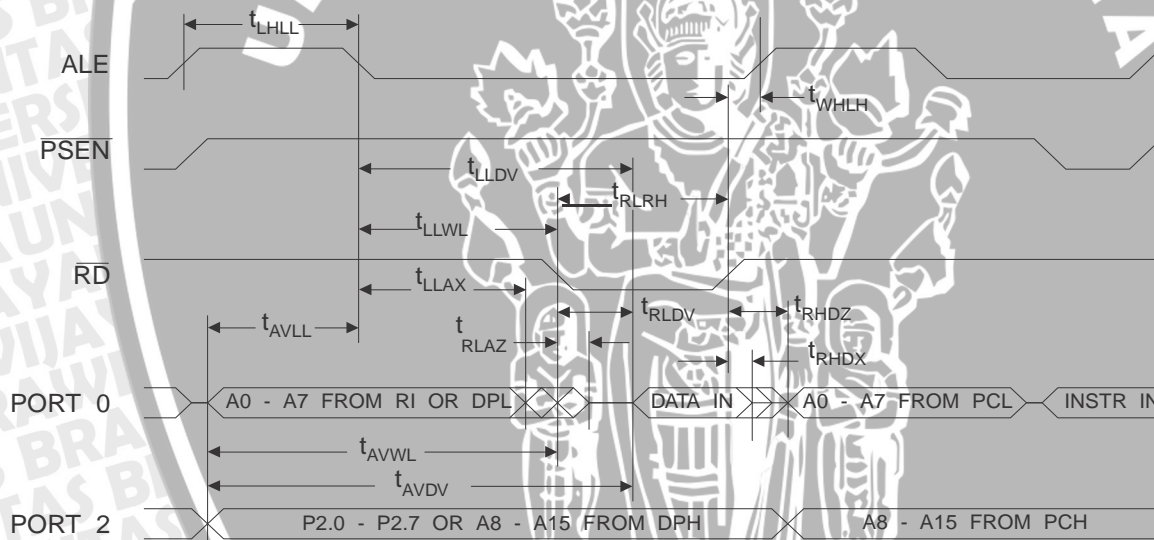 tLHLL
ALE
tWHLH
PSEN
tLLDV
tRLRH
tLLWL
RD
tLLAX
tRLDV
tRHDZ
tAVLL
tRLAZ
tRHDX
PORT 0
A0 - A7 FROM RI OR DPL
DATA IN
A0 - A7 FROM PCL
INSTR IN
tAVWL
tAVDV
PORT 2
P2.0 - P2.7 OR A8 - A15 FROM DPH
A8 - A15 FROM PCH